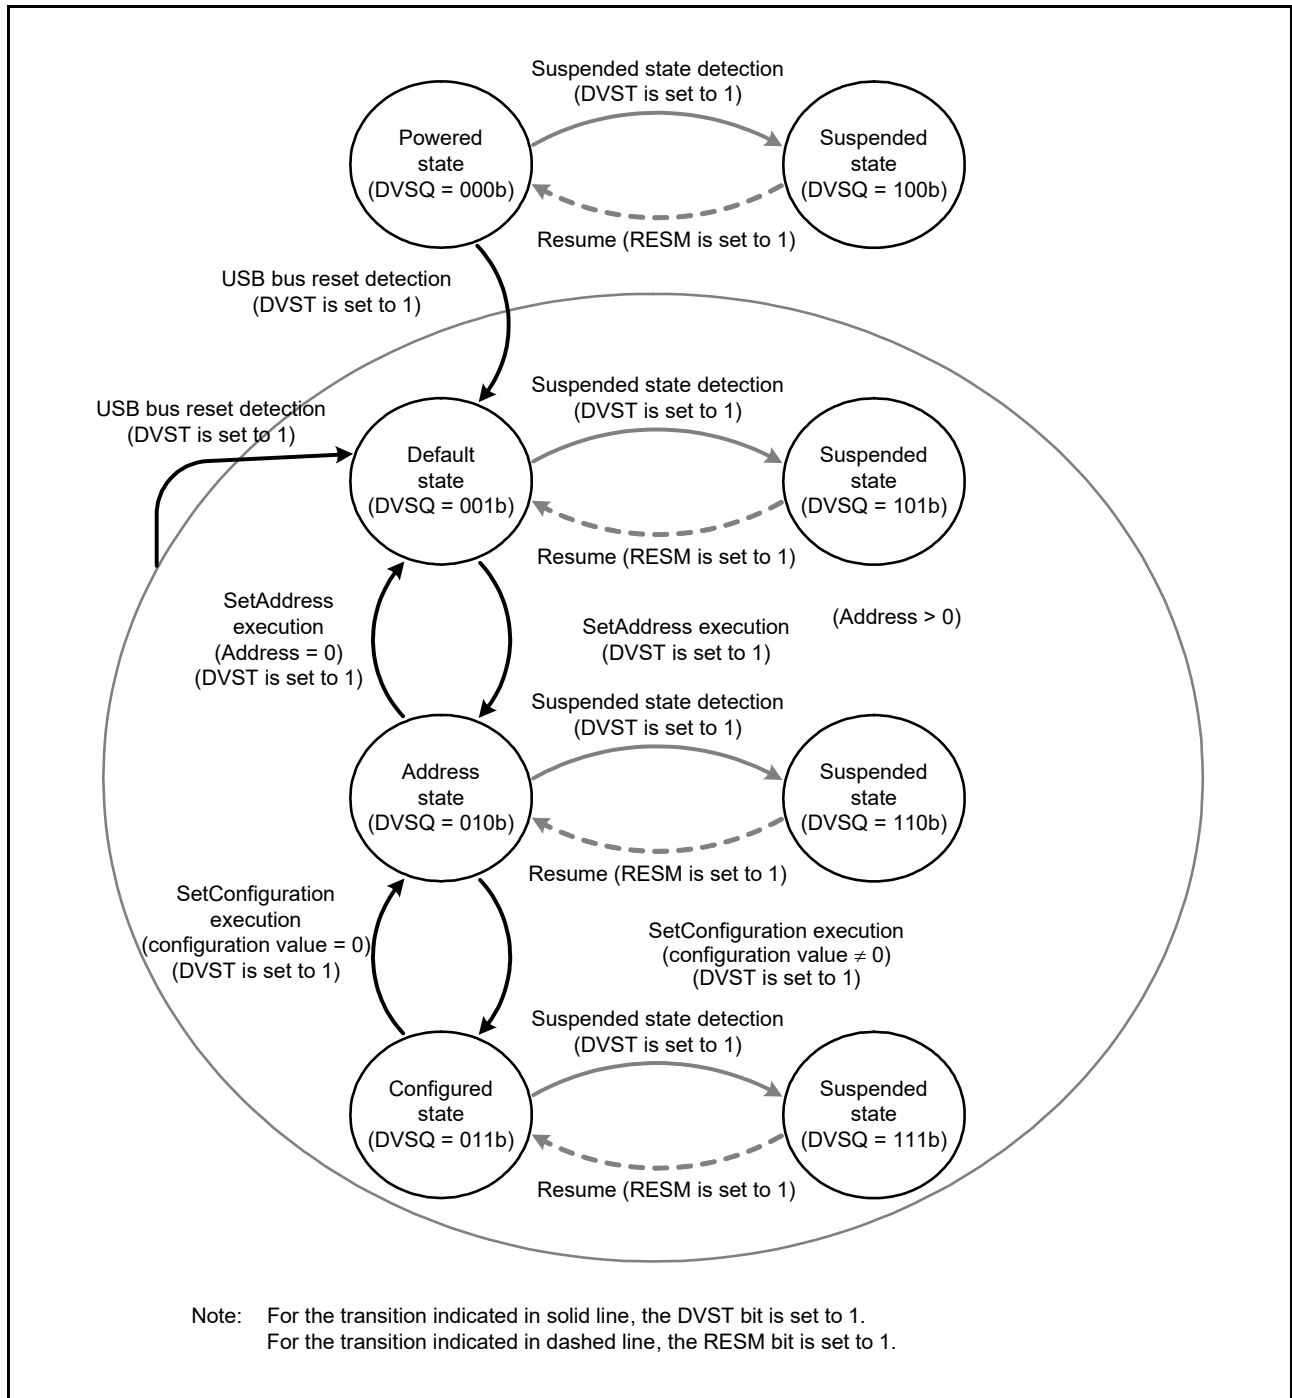 Suspended state detection
(DVST is set to 1)
Powered
state
(DVSQ = 000b)
Suspended
state
(DVSQ = 100b)
Resume (RESM is set to 1)
USB bus reset detection
(DVST is set to 1)
Suspended state detection
(DVST is set to 1)
USB bus reset detection
(DVST is set to 1)
Default
state
(DVSQ = 001b)
Suspended
state
(DVSQ = 101b)
Resume (RESM is set to 1)
SetAddress
execution
(Address = 0)
(DVST is set to 1)
SetAddress execution
(DVST is set to 1)
(Address > 0)
Suspended state detection
(DVST is set to 1)
Address
state
(DVSQ = 010b)
Suspended
state
(DVSQ = 110b)
Resume (RESM is set to 1)
SetConfiguration
execution
(configuration value = 0)
(DVST is set to 1)
SetConfiguration execution
(configuration value ≠ 0)
(DVST is set to 1)
Suspended state detection
(DVST is set to 1)
Configured
state
(DVSQ = 011b)
Suspended
state
(DVSQ = 111b)
Resume (RESM is set to 1)
Note: For the transition indicated in solid line, the DVST bit is set to 1.
For the transition indicated in dashed line, the RESM bit is set to 1.